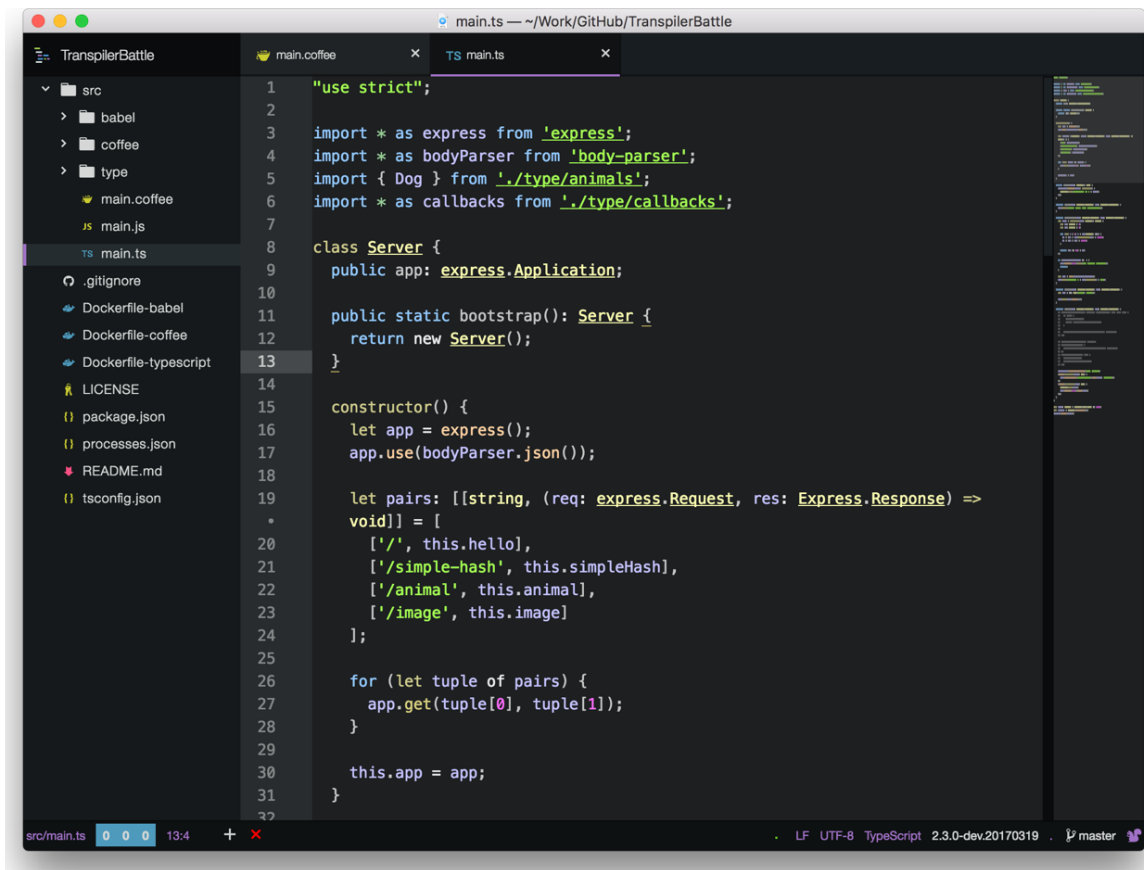 main.ts — ~/Work/GitHub/TranspilerBattle
TranspilerBattle
main.coffee ×
TS main.ts ×
src
babel
coffee
type
main.coffee
JS main.js
TS main.ts
.gitignore
Dockerfile-babel
Dockerfile-coffee
Dockerfile-typescript
LICENSE
{} package.json
{} processes.json
README.md
{} tsconfig.json
1 "use strict";
2
3 import * as express from 'express';
4 import * as bodyParser from 'body-parser';
5 import { Dog } from './type/animals';
6 import * as callbacks from './type/callbacks';
7
8 class Server {
9 public app: express.Application;
10
11 public static bootstrap(): Server {
12 return new Server();
13 }
14
15 constructor() {
16 let app = express();
17 app.use(bodyParser.json());
18
19 let pairs: [[string, (req: express.Request, res: Express.Response) =>
• void]] = [
20 ['/', this.hello],
21 ['/simple-hash', this.simpleHash],
22 ['/animal', this.animal],
23 ['/image', this.image]
24 ];
25
26 for (let tuple of pairs) {
27 app.get(tuple[0], tuple[1]);
28 }
29
30 this.app = app;
31 }
32
src/main.ts 0 0 0 13:4 + × . LF UTF-8 TypeScript 2.3.0-dev.20170319 . master